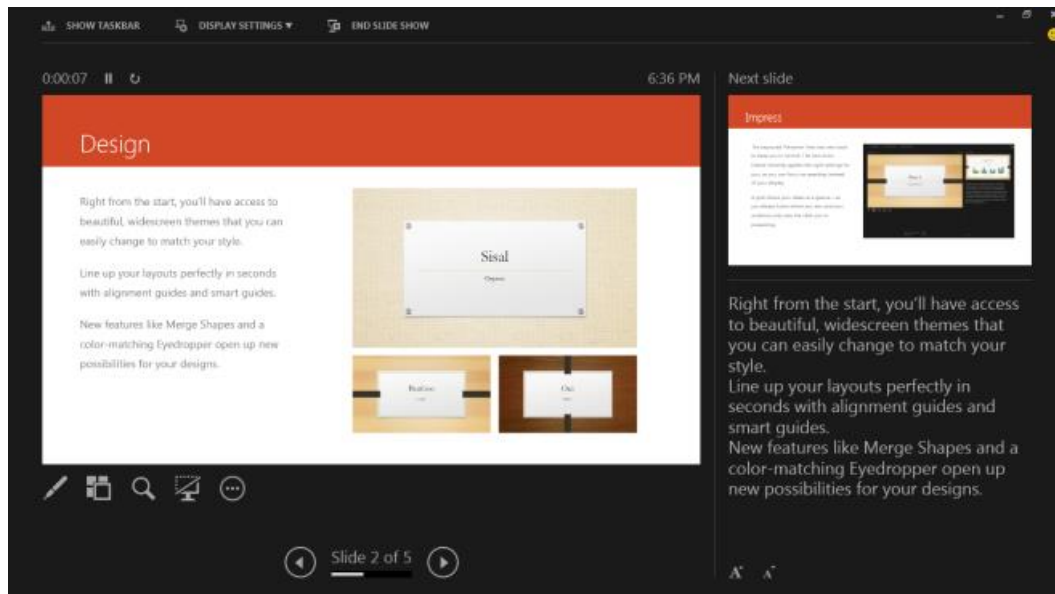 SHOW TASKBAR
DISPLAY SETTINGS ▾
END SLIDE SHOW
0:00:07
6:36 PM
Next slide
Design
Right from the start, you'll have access to
beautiful, widescreen themes that you can
easily change to match your style.
Line up your layouts perfectly in seconds
with alignment guides and smart guides.
New features like Merge Shapes and a
color-matching Eyedropper open up new
possibilities for your designs.
Sisal
Organic
Impress
Right from the start, you'll have access
to beautiful, widescreen themes that
you can easily change to match your
style.
Line up your layouts perfectly in
seconds with alignment guides and
smart guides.
New features like Merge Shapes and a
color-matching Eyedropper open up
new possibilities for your designs.
Slide 2 of 5
A A